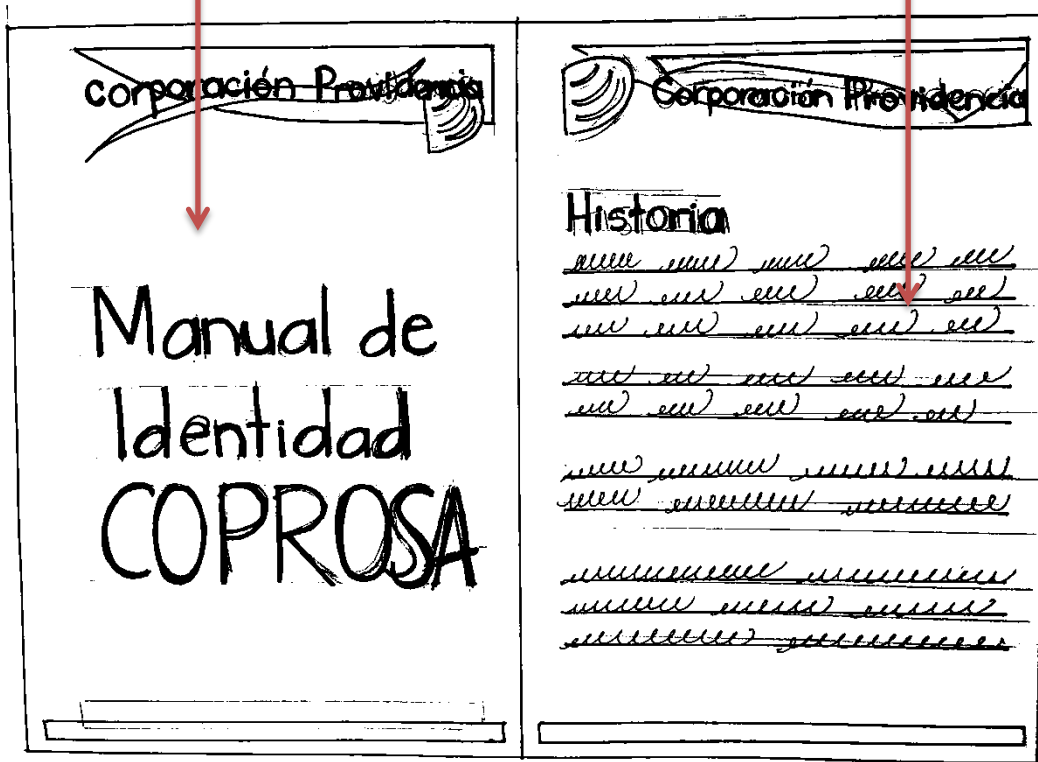 Corporación Providencia
Manual de
Identidad
COPROSA
Corporación Providencia
Historia